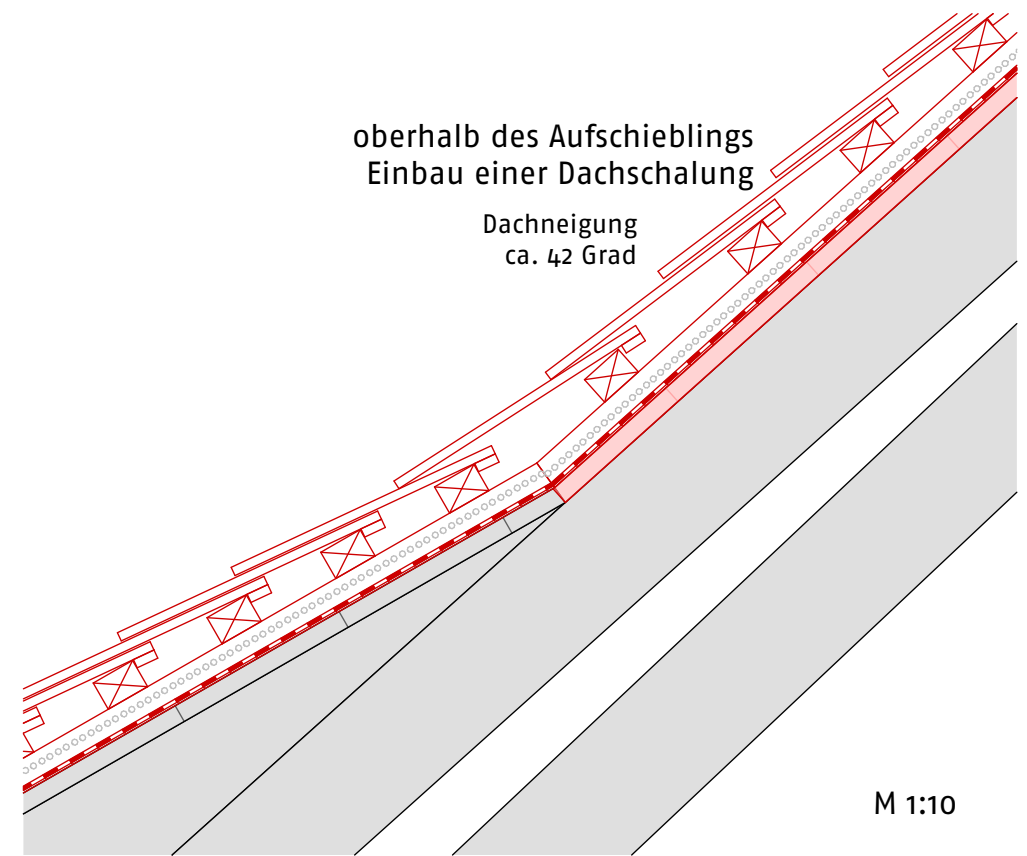 oberhalb des Aufschieblings
Einbau einer Dachschalung
Dachneigung
ca. 42 Grad
M 1:10